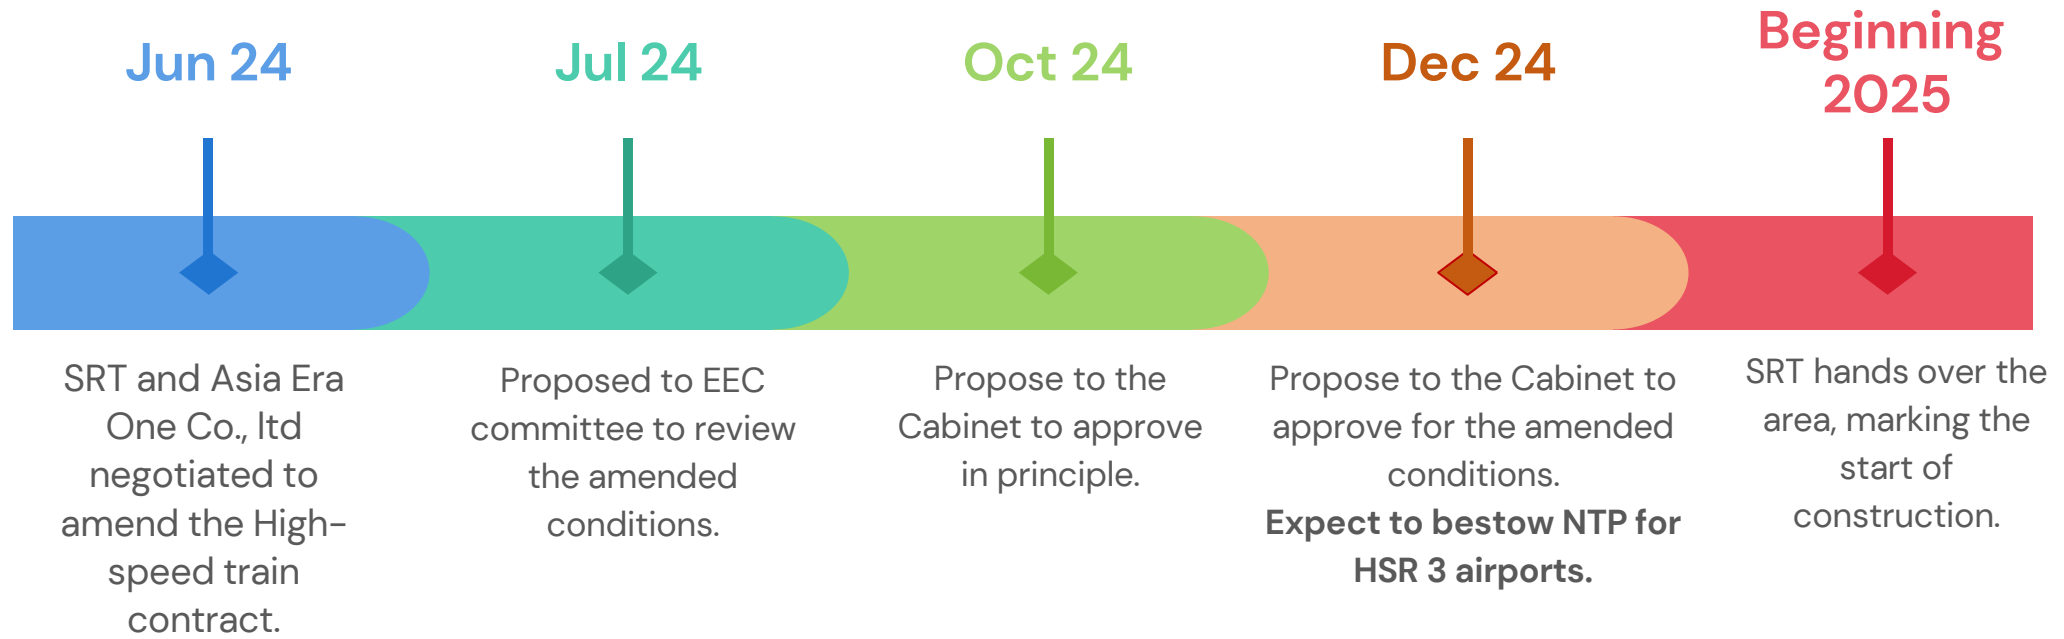 Jun 24
SRT and Asia Era
One Co., ltd
negotiated to
amend the High-
speed train
contract.
Jul 24
Proposed to EEC
committee to review
the amended
conditions.
Oct 24
Propose to the
Cabinet to approve
in principle.
Dec 24
Propose to the Cabinet to
approve for the amended
conditions.
Expect to bestow NTP for
HSR 3 airports.
Beginning
2025
SRT hands over the
area, marking the
start of
construction.